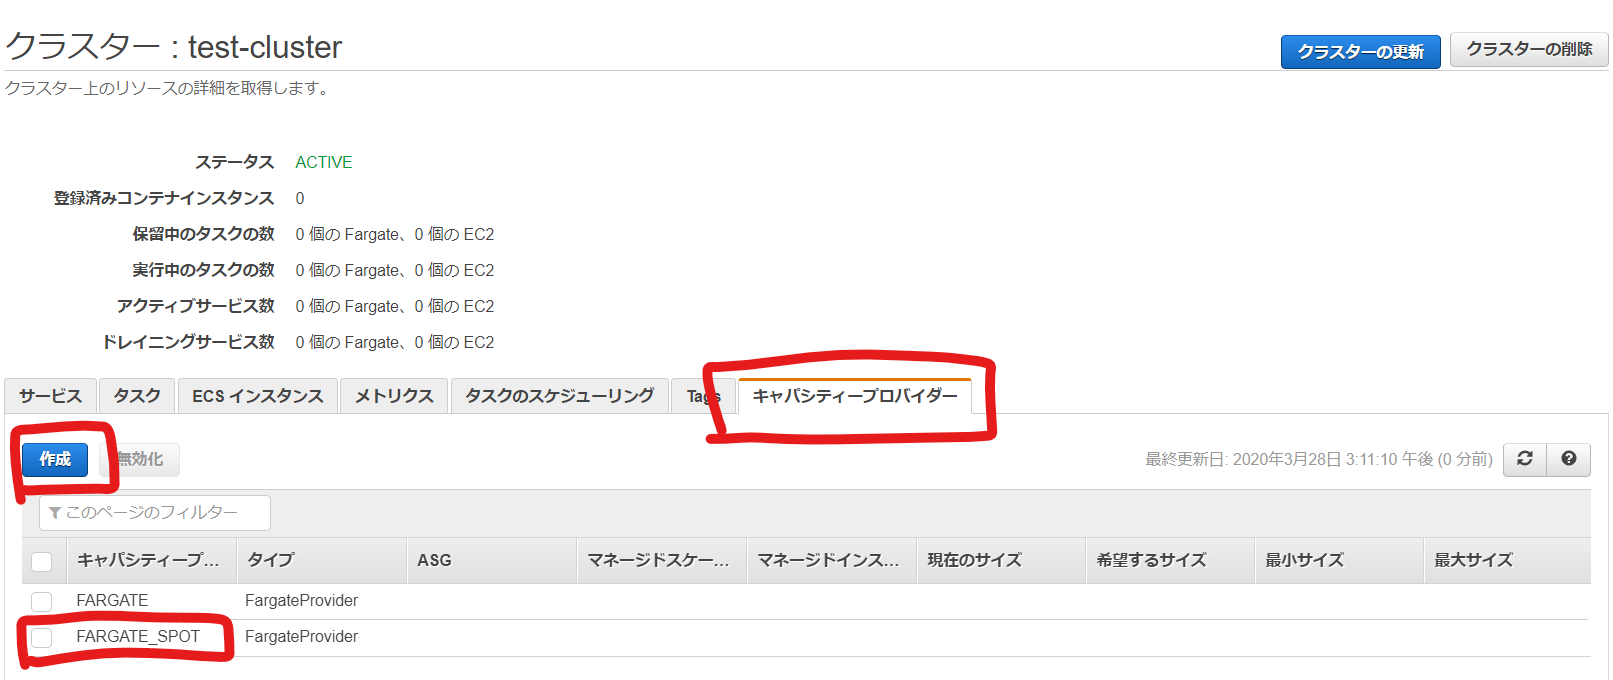 クラスター : test-cluster
クラスターの更新
クラスターの削除
クラスター上のリソースの詳細を取得します。
ステータス ACTIVE
登録済みコンテナインスタンス 0
保留中のタスクの数 0 個の Fargate、0 個の EC2
実行中のタスクの数 0 個の Fargate、0 個の EC2
アクティブサービス数 0 個の Fargate、0 個の EC2
ドレイニングサービス数 0 個の Fargate、0 個の EC2
サービス タスク ECS インスタンス メトリクス タスクのスケジューリング Tags キャパシティープロバイダー
作成 無効化 最終更新日: 2020年3月28日 3:11:10 午後 (0 分前)
このページのフィルター
キャパシティープ... タイプ ASG マネージドスケー... マネージドインス... 現在のサイズ 希望するサイズ 最小サイズ 最大サイズ
FARGATE FargateProvider
FARGATE_SPOT FargateProvider